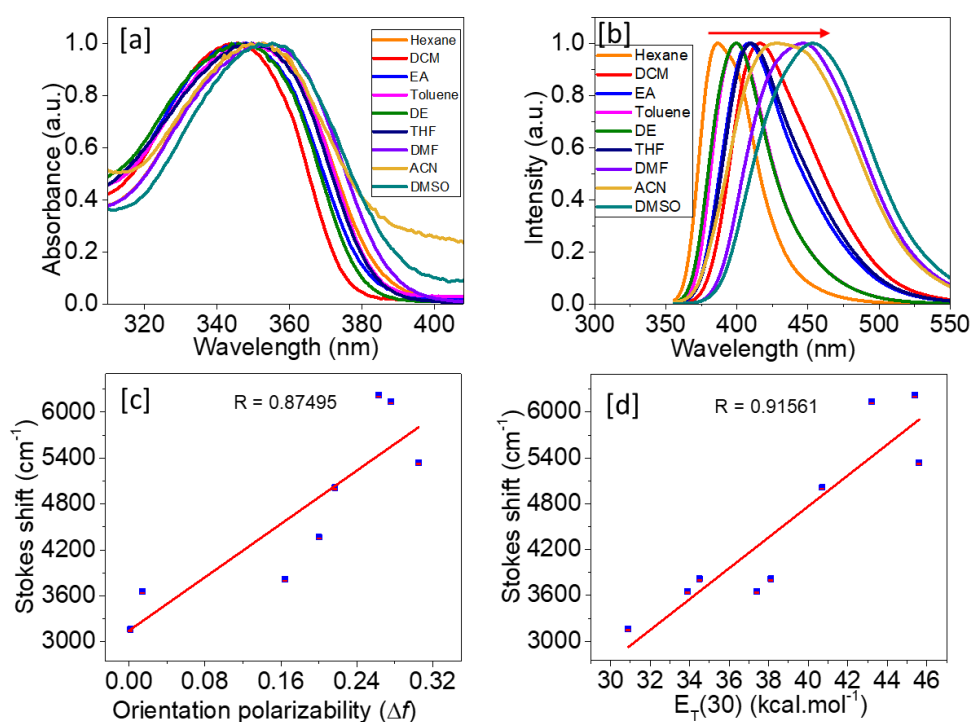 [a]
Hexane
DCM
EA
Toluene
DE
THF
DMF
ACN
DMSO
1.0
0.8
0.6
0.4
0.2
0.0
Absorbance (a.u.)
320 340 360 380 400
Wavelength (nm)
[b]
Hexane
DCM
EA
Toluene
DE
THF
DMF
ACN
DMSO
1.0
0.8
0.6
0.4
0.2
0.0
Intensity (a.u.)
300 350 400 450 500 550
Wavelength (nm)
[c]
R = 0.87495
6000
5400
4800
4200
3600
3000
Stokes shift (cm⁻¹)
0.00 0.08 0.16 0.24 0.32
Orientation polarizability (Δf)
[d]
R = 0.91561
6000
5400
4800
4200
3600
3000
Stokes shift (cm⁻¹)
30 32 34 36 38 40 42 44 46
E_T(30) (kcal.mol⁻¹)